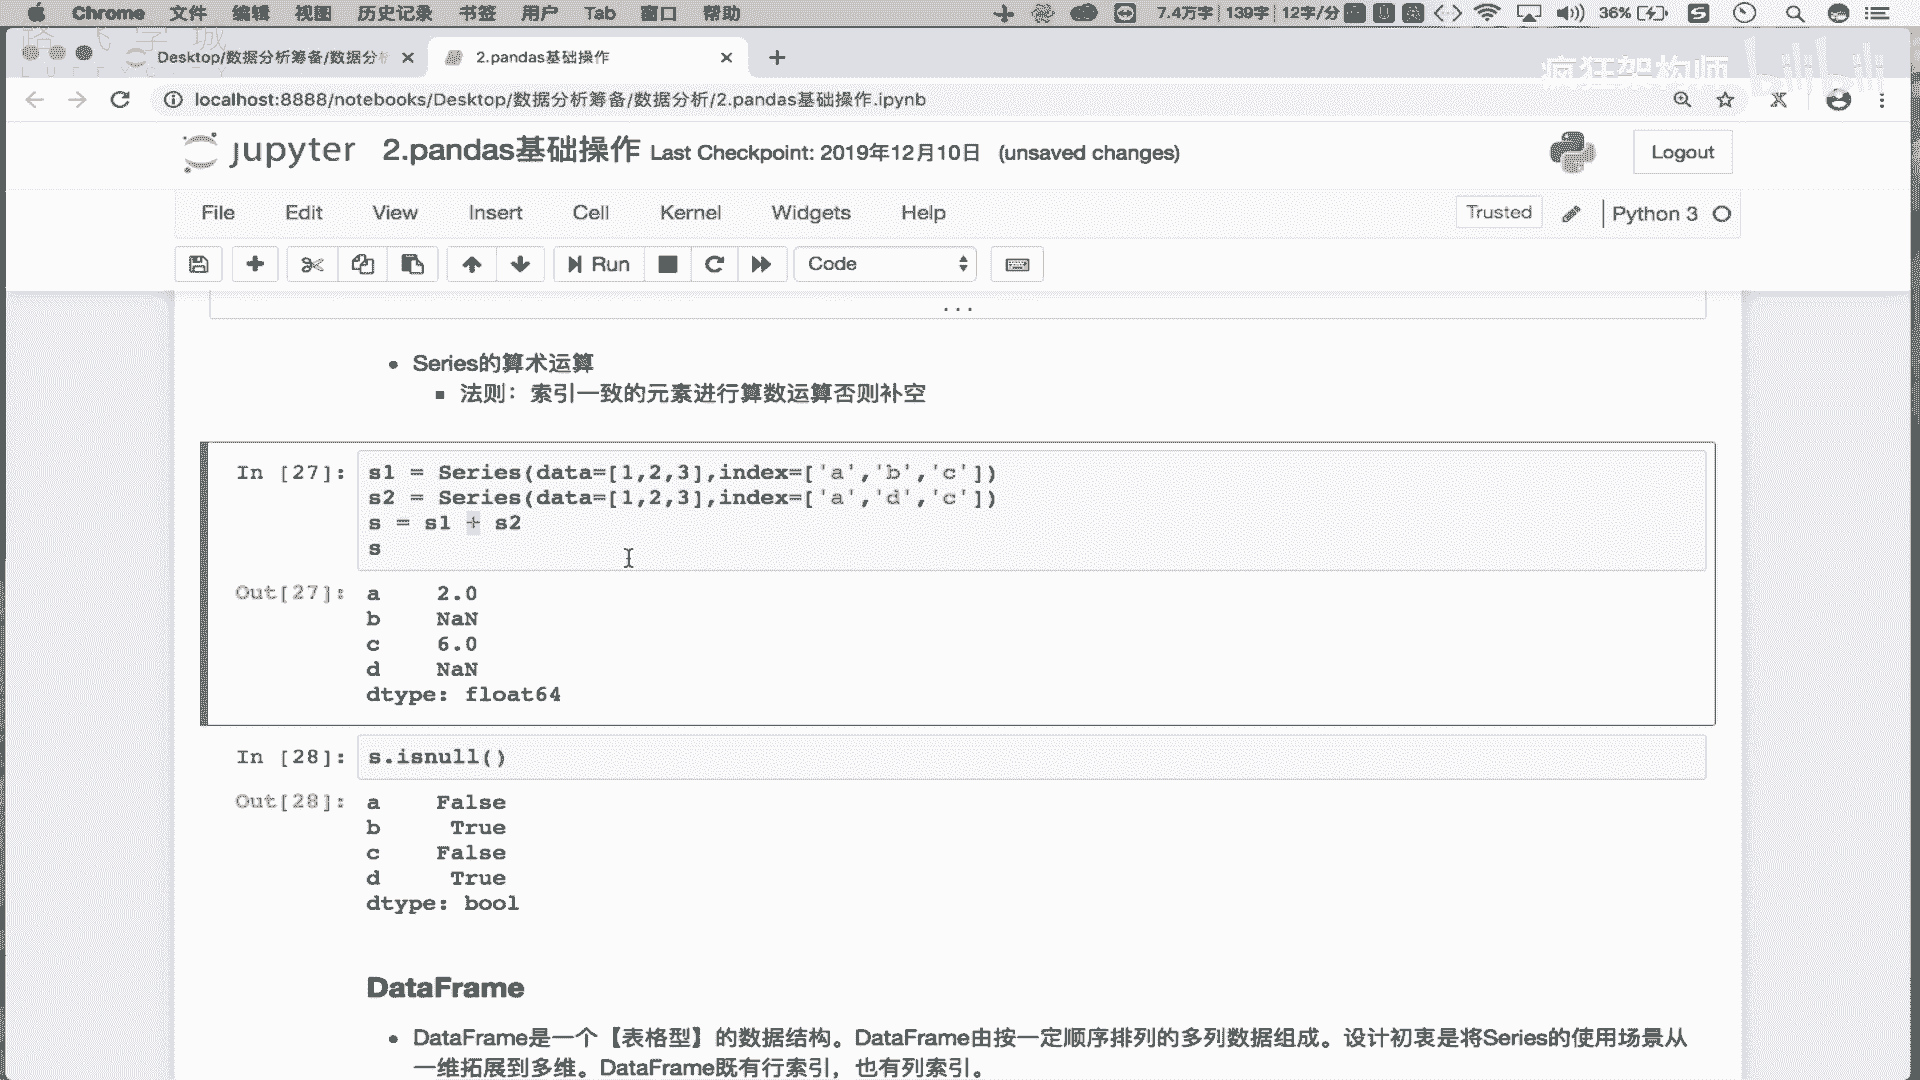 Chrome 文件 编辑 视图 历史记录 书签 用户 Tab 窗口 帮助 7.4万字 139字 12字/分 36%
Desktop/数据分析筹备/数据分析 2.pandas基础操作
疯狂架构师 bilibili
localhost:8888/notebooks/Desktop/数据分析筹备/数据分析/2.pandas基础操作.ipynb
jupyter 2.pandas基础操作 Last Checkpoint: 2019年12月10日 (unsaved changes) Logout
File Edit View Insert Cell Kernel Widgets Help Trusted Python 3
Run Code
...
Series的算术运算
法则：索引一致的元素进行算数运算否则补空
In [27]: s1 = Series(data=[1,2,3],index=['a','b','c'])
s2 = Series(data=[1,2,3],index=['a','d','c'])
s = s1 + s2
s
Out[27]: a 2.0
b NaN
c 6.0
d NaN
dtype: float64
In [28]: s.isnull()
Out[28]: a False
b True
c False
d True
dtype: bool
DataFrame
DataFrame是一个【表格型】的数据结构。DataFrame由按一定顺序排列的多列数据组成。设计初衷是将Series的使用场景从
一维拓展到多维。DataFrame既有行索引，也有列索引。